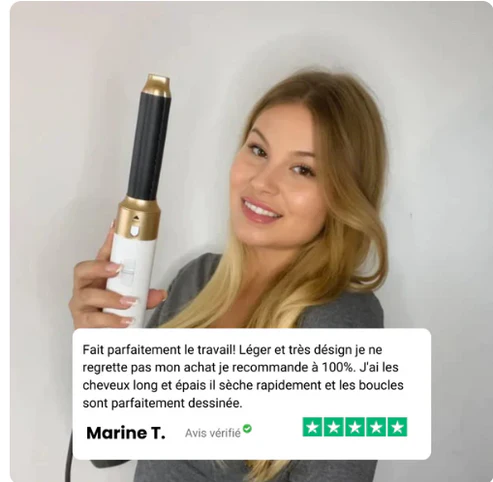 Fait parfaitement le travail! Léger et très désign je ne
regrette pas mon achat je recommande à 100%. J'ai les
cheveux long et épais il sèche rapidement et les boucles
sont parfaitement dessinée.
Marine T.
Avis vérifié